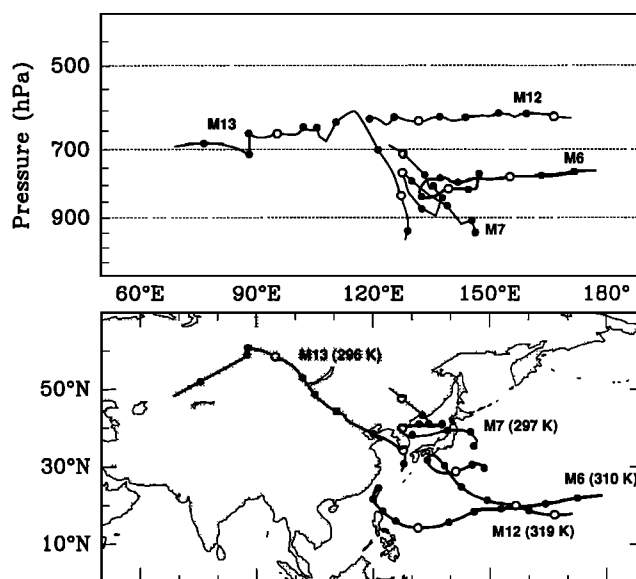 Pressure (hPa)
500
700
900
M13
M12
M6
M7
60°E
90°E
120°E
150°E
180°
50°N
30°N
10°N
M13 (296 K)
M7 (297 K)
M6 (310 K)
M12 (319 K)